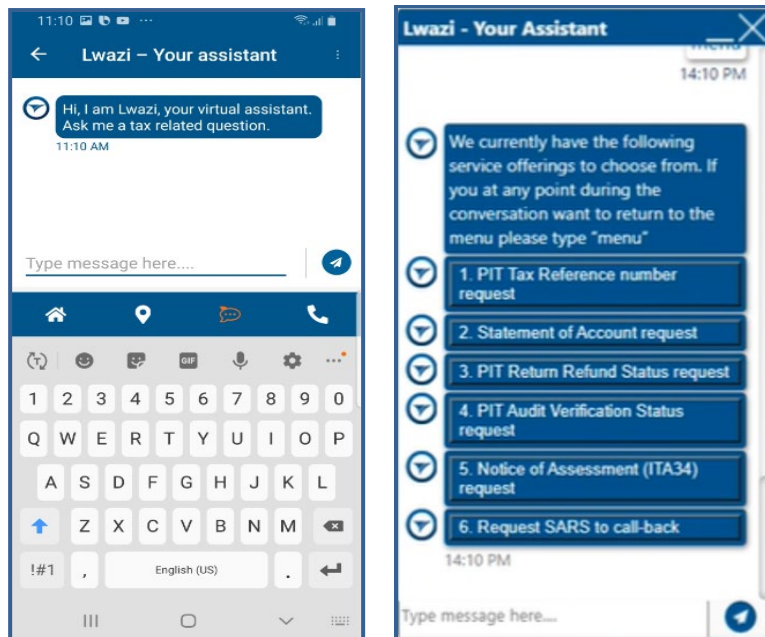 11:10
Lwazi – Your assistant
Hi, I am Lwazi, your virtual assistant.
Ask me a tax related question.
11:10 AM
Type message here....
GIF
1 2 3 4 5 6 7 8 9 0
Q W E R T Y U I O P
A S D F G H J K L
Z X C V B N M
!#1 , English (US) .
Lwazi - Your Assistant
menu
14:10 PM
We currently have the following
service offerings to choose from. If
you at any point during the
conversation want to return to the
menu please type "menu"
1. PIT Tax Reference number
request
2. Statement of Account request
3. PIT Return Refund Status request
4. PIT Audit Verification Status
request
5. Notice of Assessment (ITA34)
request
6. Request SARS to call-back
14:10 PM
Type message here....